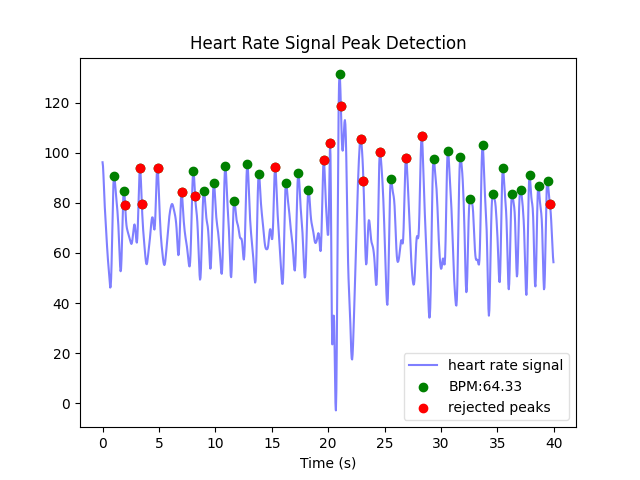 Heart Rate Signal Peak Detection
120
100
80
60
40
20
0
heart rate signal
BPM:64.33
rejected peaks
0 5 10 15 20 25 30 35 40
Time (s)